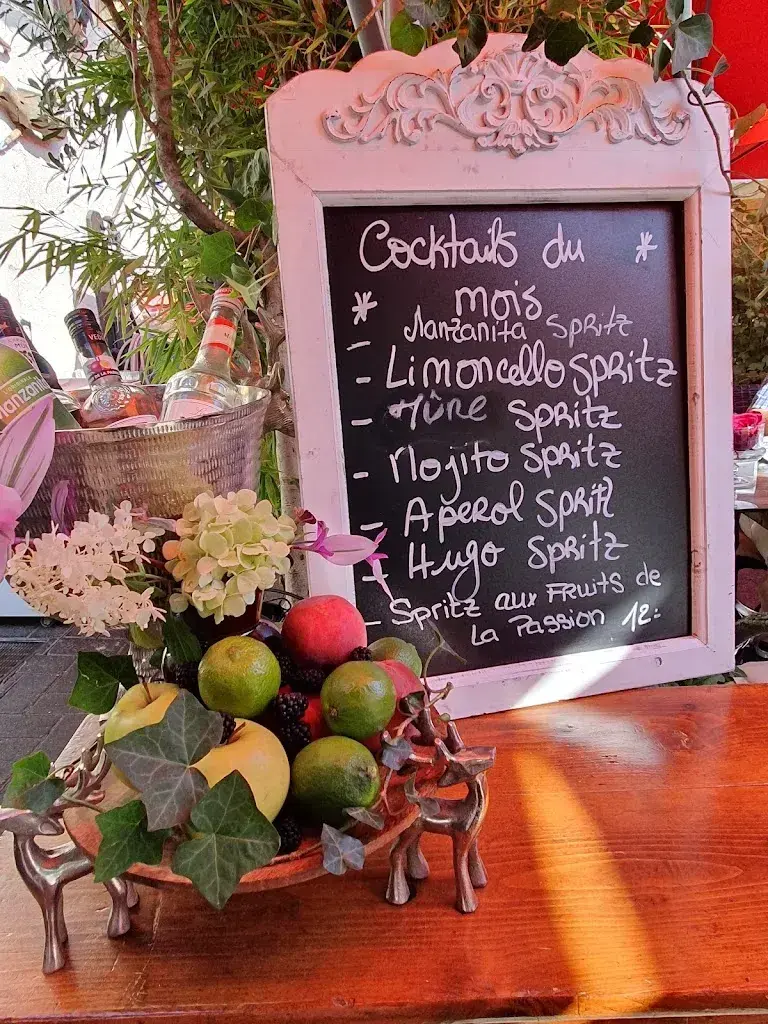 Cocktails du *
* mois
- Manzanita Spritz
- Limoncello Spritz
- Mûre Spritz
- Mojito Spritz
- Aperol Spritz
- Hugo Spritz
- Spritz aux Fruits de
La Passion 12.-
Manzani